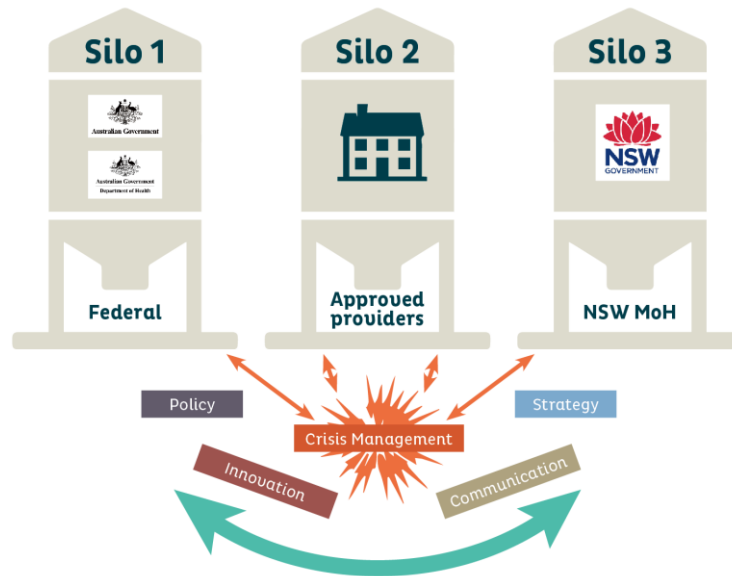 Silo 1
Silo 2
Silo 3
Australian Government
Australian Government
Department of Health
NSW
GOVERNMENT
Federal
Approved
providers
NSW MoH
Policy
Strategy
Crisis Management
Innovation
Communication